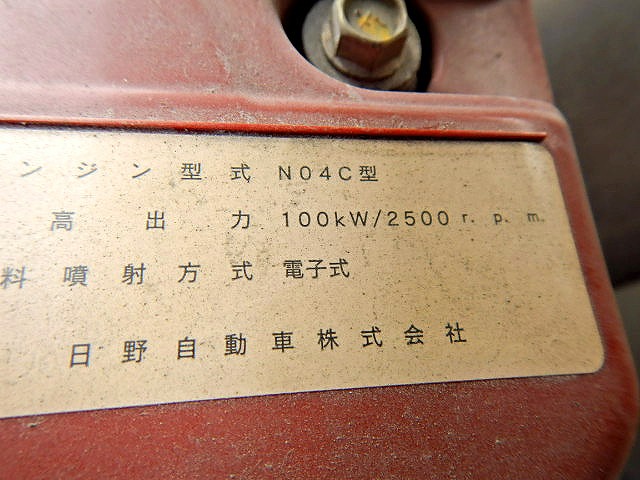 ンジン型式 N04C型
高出力 100kW/2500 r.p.m.
料噴射方式 電子式
日野自動車株式会社